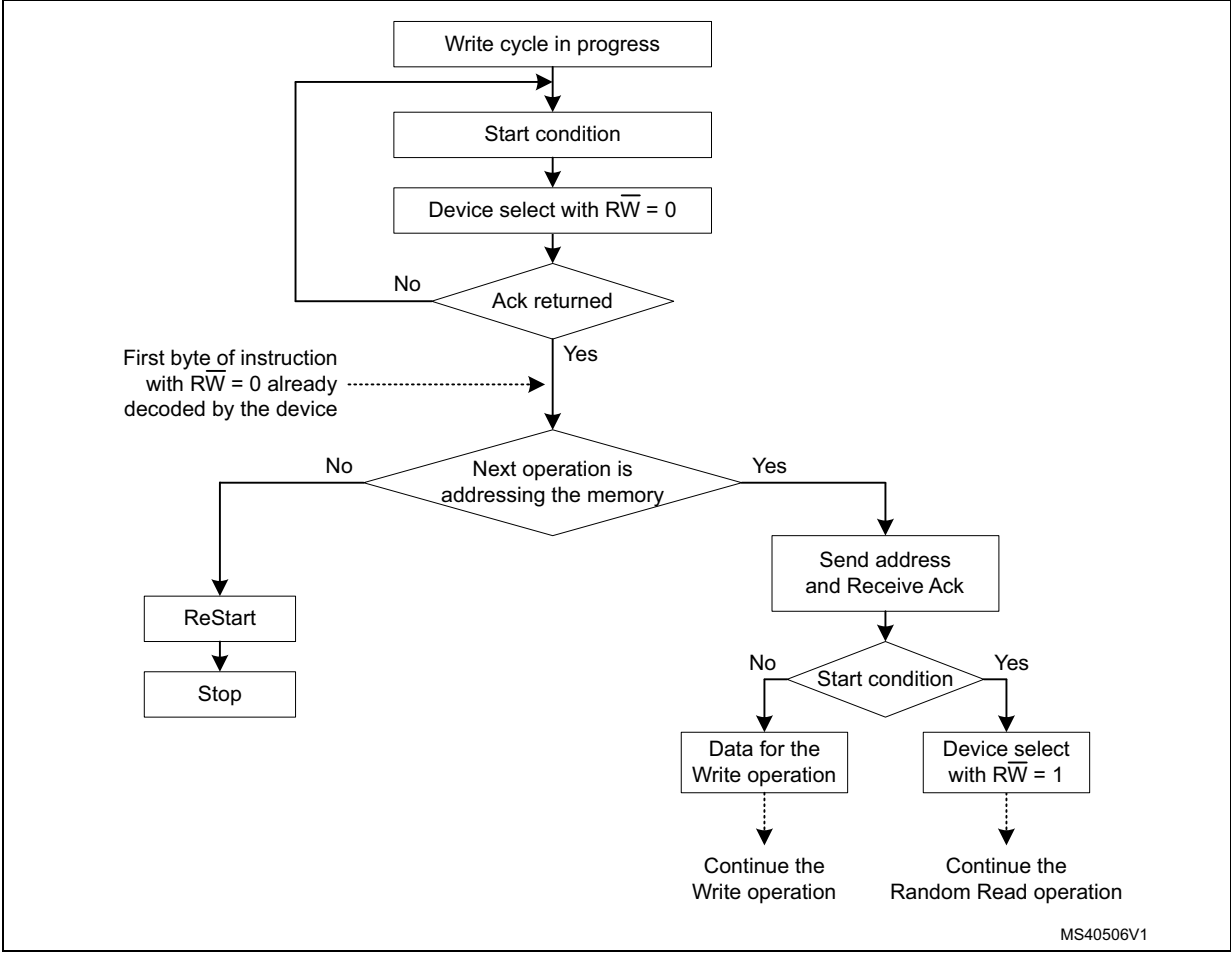 Write cycle in progress
Start condition
Device select with RW̅ = 0
No
Ack returned
Yes
First byte of instruction
with RW̅ = 0 already
decoded by the device
No
Next operation is
addressing the memory
Yes
Send address
and Receive Ack
ReStart
Stop
No
Start condition
Yes
Data for the
Write operation
Device select
with RW̅ = 1
Continue the
Write operation
Continue the
Random Read operation
MS40506V1